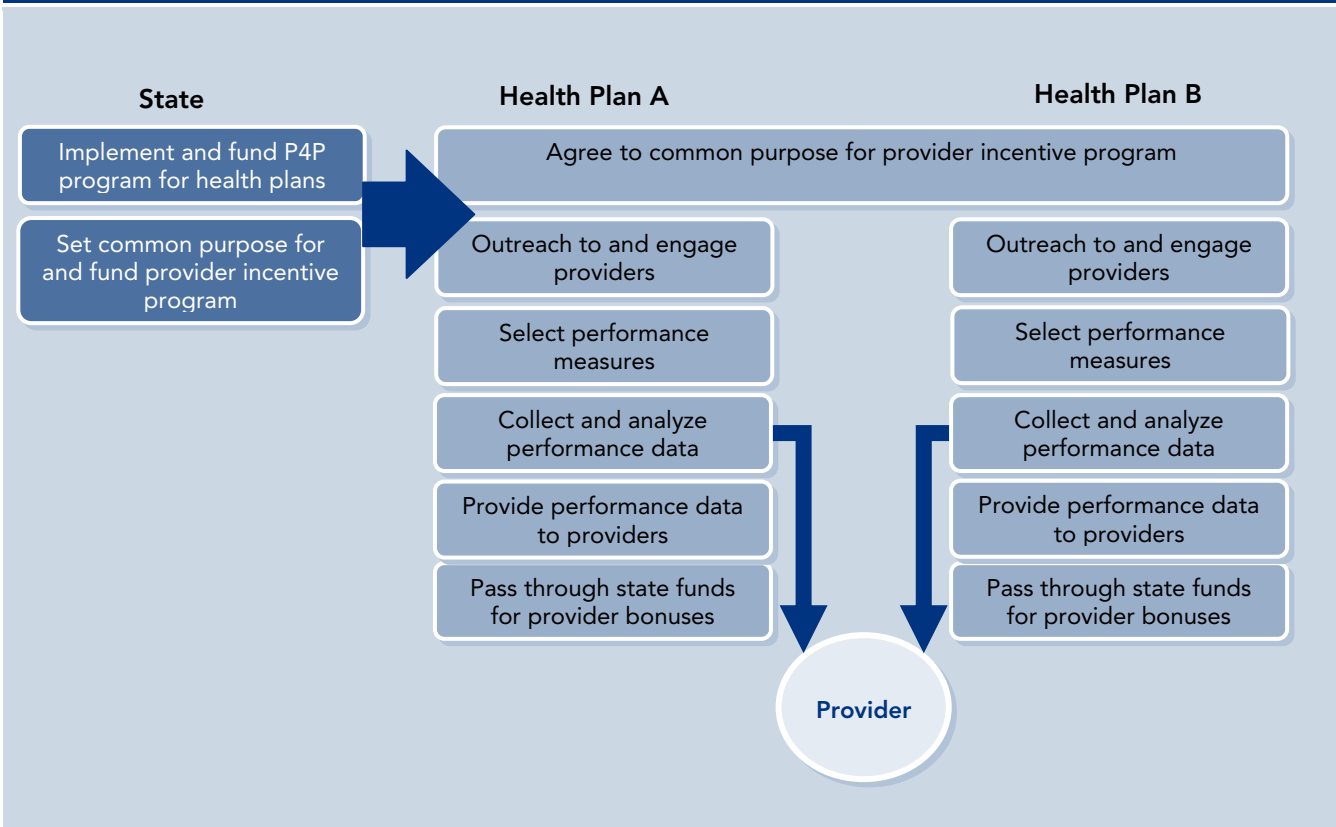 State
Health Plan A
Health Plan B
Implement and fund P4P
program for health plans
Set common purpose for
and fund provider incentive
program
Agree to common purpose for provider incentive program
Outreach to and engage
providers
Select performance
measures
Collect and analyze
performance data
Provide performance data
to providers
Pass through state funds
for provider bonuses
Outreach to and engage
providers
Select performance
measures
Collect and analyze
performance data
Provide performance data
to providers
Pass through state funds
for provider bonuses
Provider